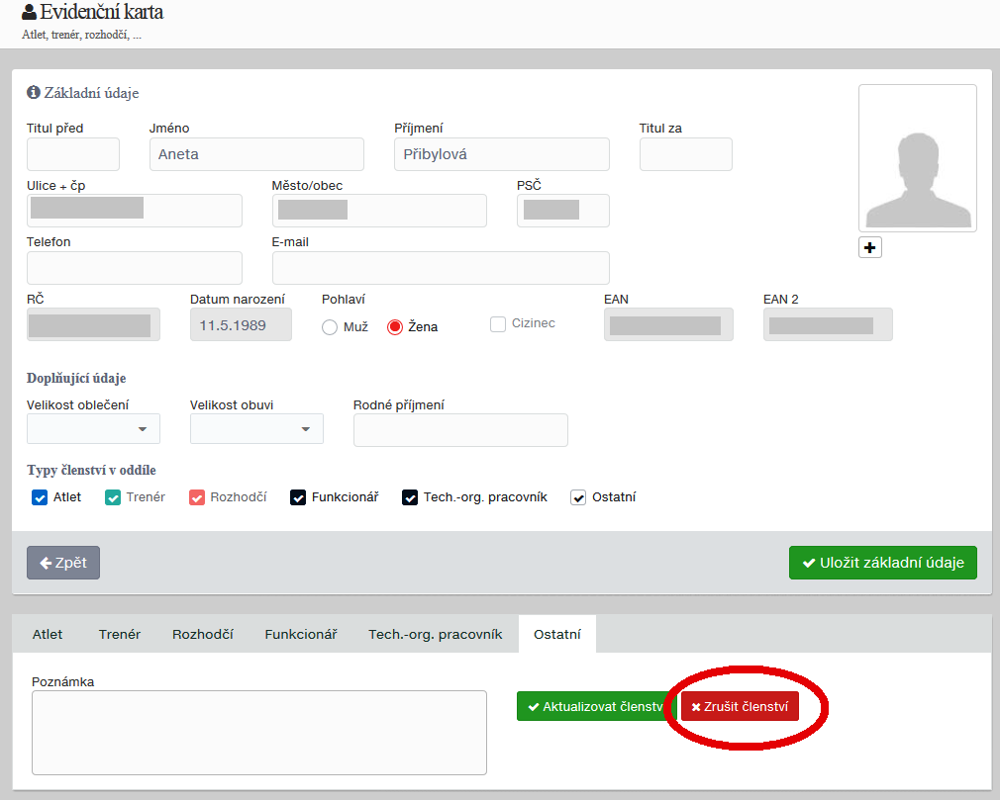 Evidenční karta
Atlet, trenér, rozhodčí, ...
Základní údaje
Titul před Jméno Příjmení Titul za
Aneta Přibylová
Ulice + čp Město/obec PSČ
Telefon E-mail
RČ Datum narození Pohlaví EAN EAN 2
11.5.1989 Muž Žena Cizinec
Doplňující údaje
Velikost oblečení Velikost obuvi Rodné příjmení
Typy členství v oddíle
Atlet Trenér Rozhodčí Funkcionář Tech.-org. pracovník Ostatní
Zpět Uložit základní údaje
Atlet Trenér Rozhodčí Funkcionář Tech.-org. pracovník Ostatní
Poznámka
Aktualizovat členstv Zrušit členství